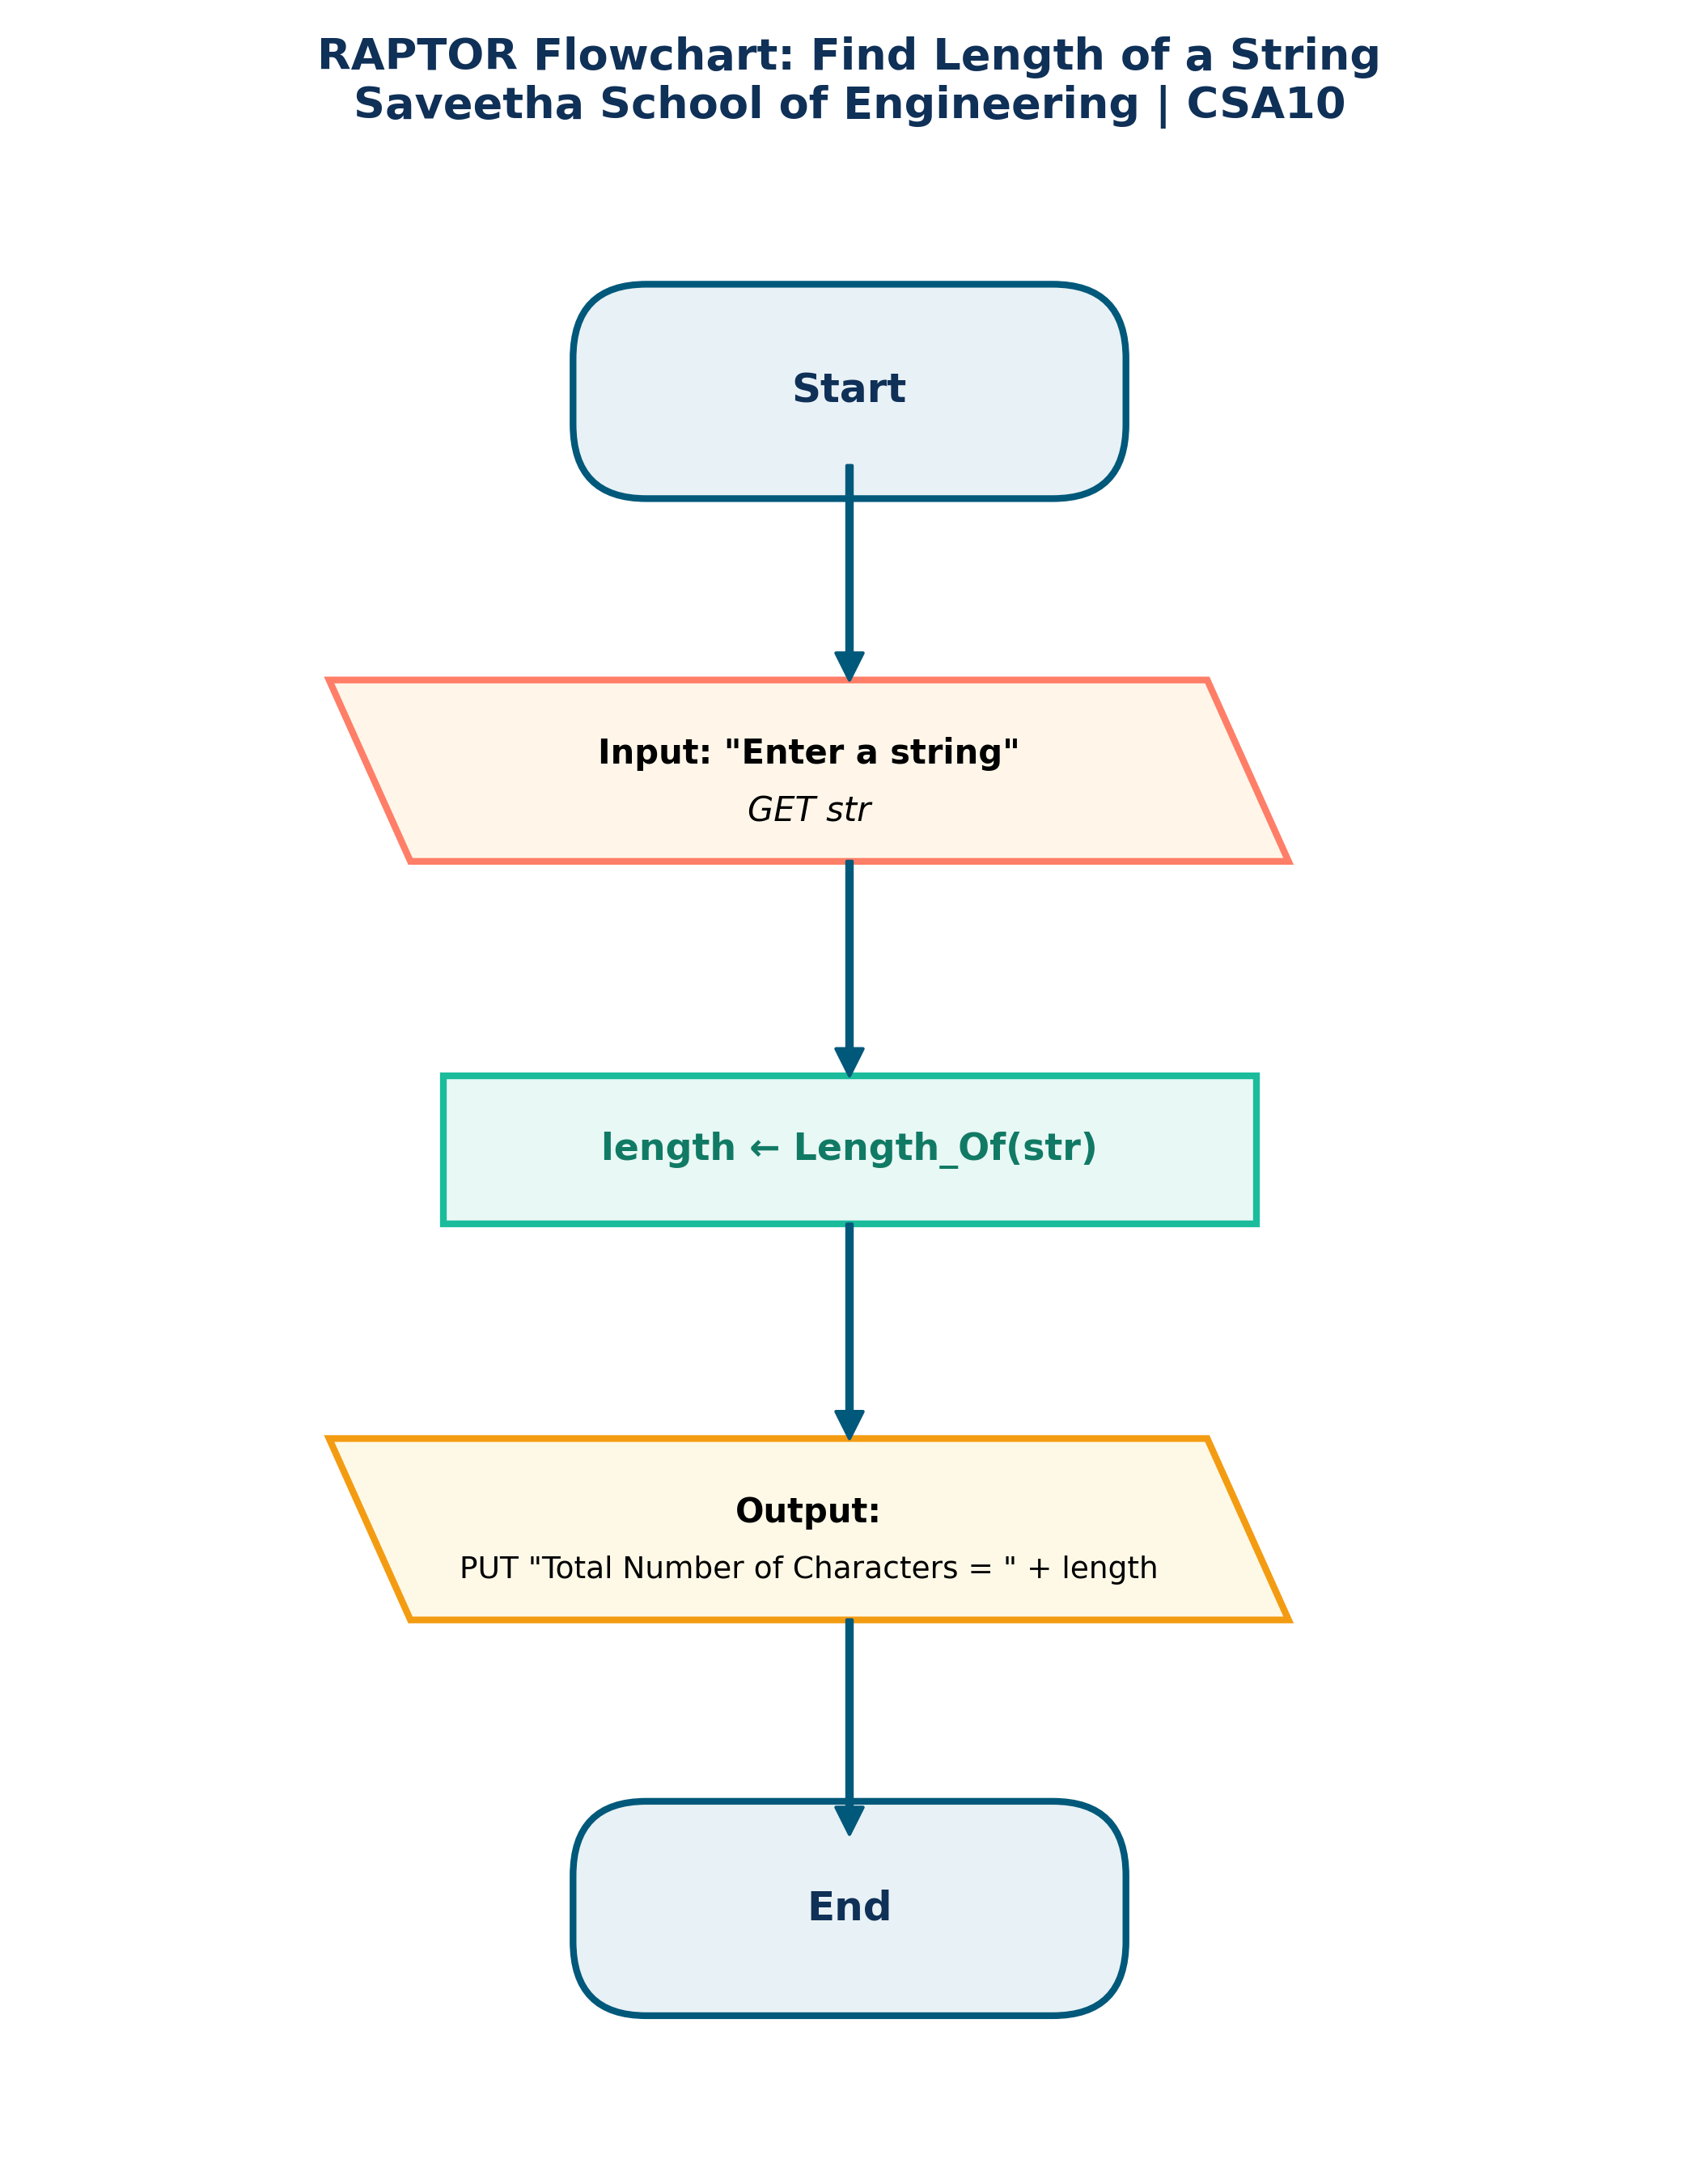 RAPTOR Flowchart: Find Length of a String
Saveetha School of Engineering | CSA10
Start
Input: "Enter a string"
GET str
length ← Length_Of(str)
Output:
PUT "Total Number of Characters = " + length
End